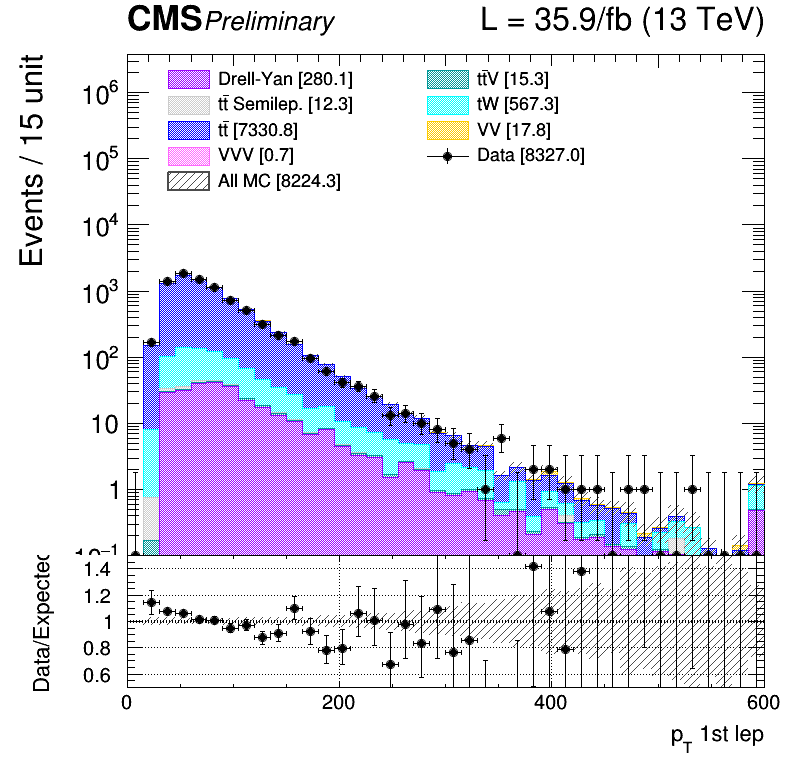 CMS Preliminary L = 35.9/fb (13 TeV)
Events / 15 unit
Drell-Yan [280.1]
tt̄ Semilep. [12.3]
tt̄ [7330.8]
VVV [0.7]
All MC [8224.3]
tt̄V [15.3]
tW [567.3]
VV [17.8]
Data [8327.0]
10⁶
10⁵
10⁴
10³
10²
10
1
10⁻¹
Data/Expected
1.4
1.2
1
0.8
0.6
0 200 400 600
p_T 1st lep